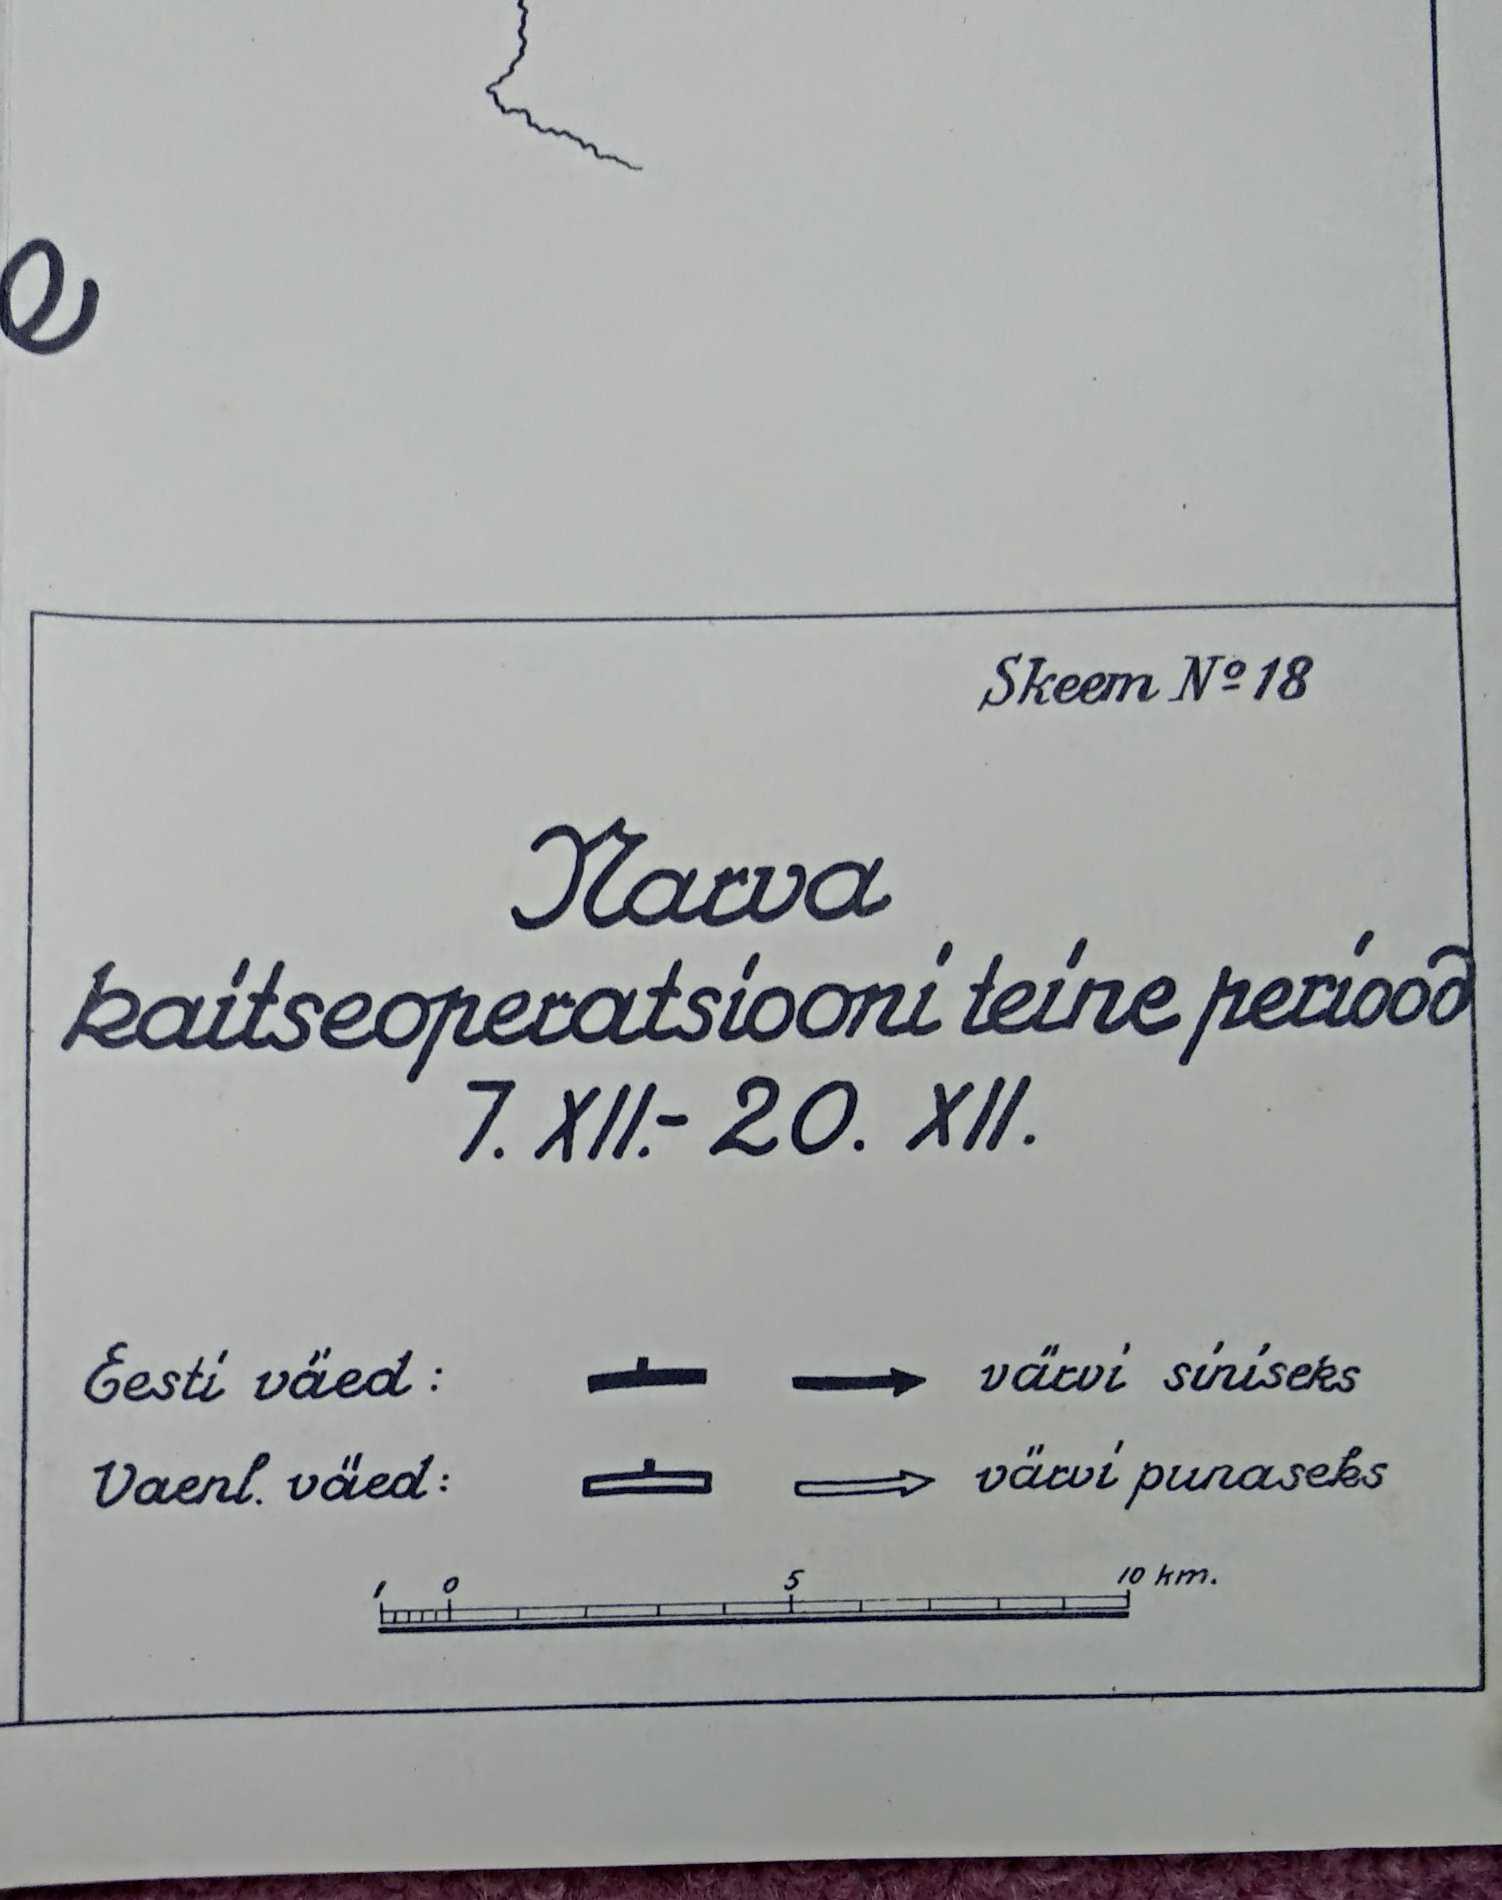 e
Skeem № 18
Narva
kaitseoperatsiooni teine periood
7. XII.- 20. XII.
Eesti väed: värvi siniseks
Vaenl. väed: värvi punaseks
1 0 5 10 km.